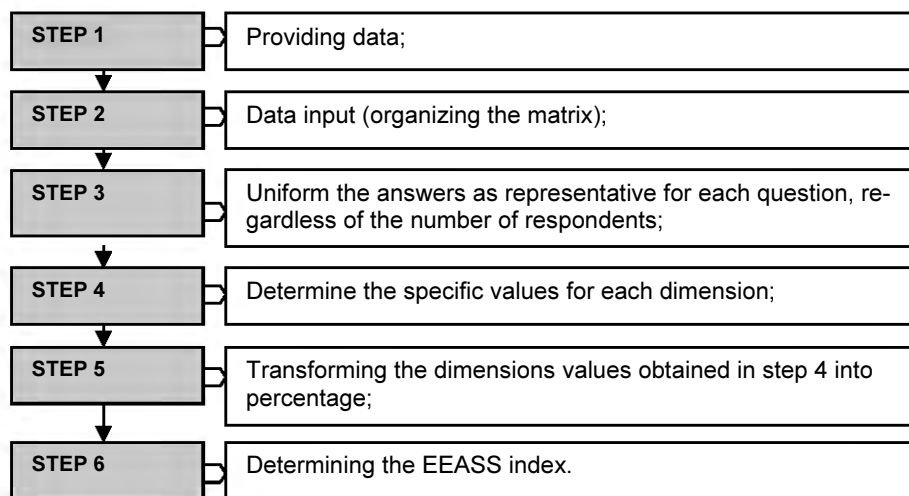 STEP 1
Providing data;
STEP 2
Data input (organizing the matrix);
STEP 3
Uniform the answers as representative for each question, re-
gardless of the number of respondents;
STEP 4
Determine the specific values for each dimension;
STEP 5
Transforming the dimensions values obtained in step 4 into
percentage;
STEP 6
Determining the EEASS index.